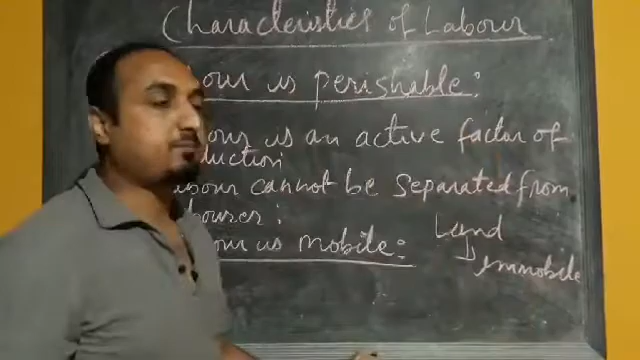 Characteristics of Labour
our is perishable:
our is an active factor of
duction:
abour cannot be separated from
bourer:
our is mobile:
Land
Immobile